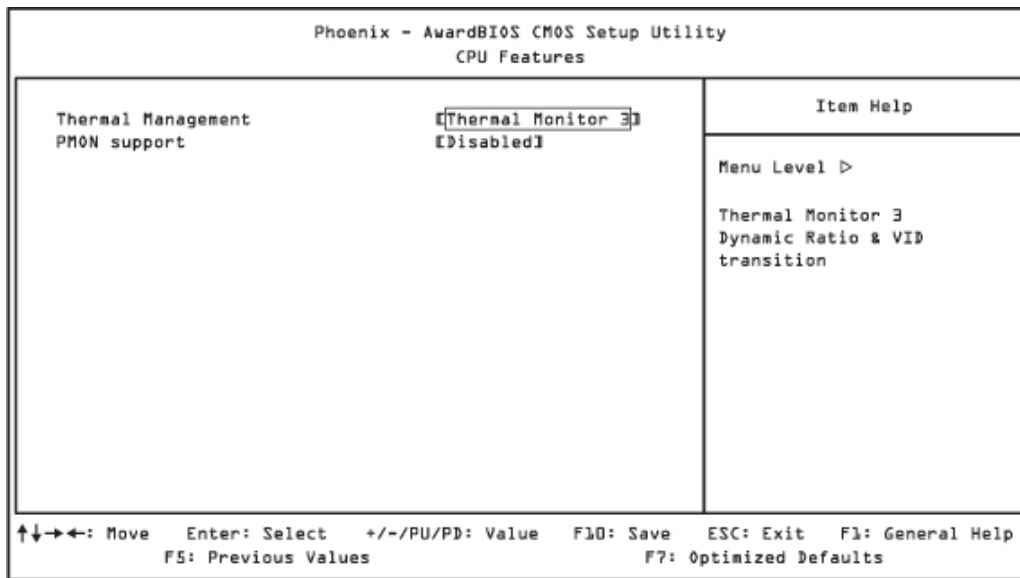 Phoenix - AwardBIOS CMOS Setup Utility
CPU Features
Thermal Management [Thermal Monitor 3]
PMON support [Disabled]
Item Help
Menu Level ▷
Thermal Monitor 3
Dynamic Ratio & VID
transition
↑↓→←: Move Enter: Select +/-/PU/PD: Value F10: Save ESC: Exit F1: General Help
F5: Previous Values F7: Optimized Defaults